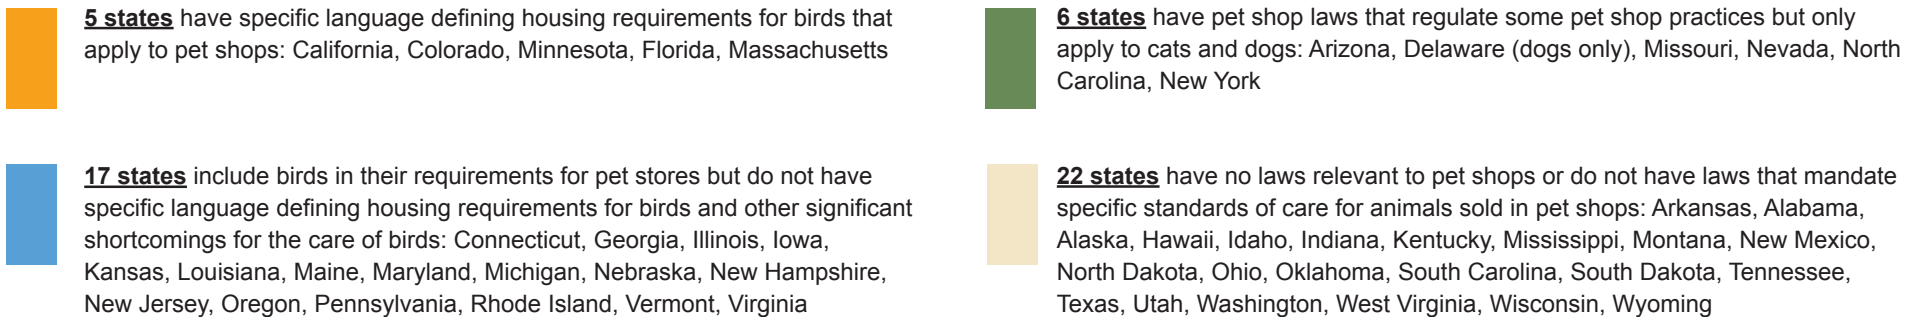 5 states have specific language defining housing requirements for birds that
apply to pet shops: California, Colorado, Minnesota, Florida, Massachusetts
17 states include birds in their requirements for pet stores but do not have
specific language defining housing requirements for birds and other significant
shortcomings for the care of birds: Connecticut, Georgia, Illinois, Iowa,
Kansas, Louisiana, Maine, Maryland, Michigan, Nebraska, New Hampshire,
New Jersey, Oregon, Pennsylvania, Rhode Island, Vermont, Virginia
6 states have pet shop laws that regulate some pet shop practices but only
apply to cats and dogs: Arizona, Delaware (dogs only), Missouri, Nevada, North
Carolina, New York
22 states have no laws relevant to pet shops or do not have laws that mandate
specific standards of care for animals sold in pet shops: Arkansas, Alabama,
Alaska, Hawaii, Idaho, Indiana, Kentucky, Mississippi, Montana, New Mexico,
North Dakota, Ohio, Oklahoma, South Carolina, South Dakota, Tennessee,
Texas, Utah, Washington, West Virginia, Wisconsin, Wyoming